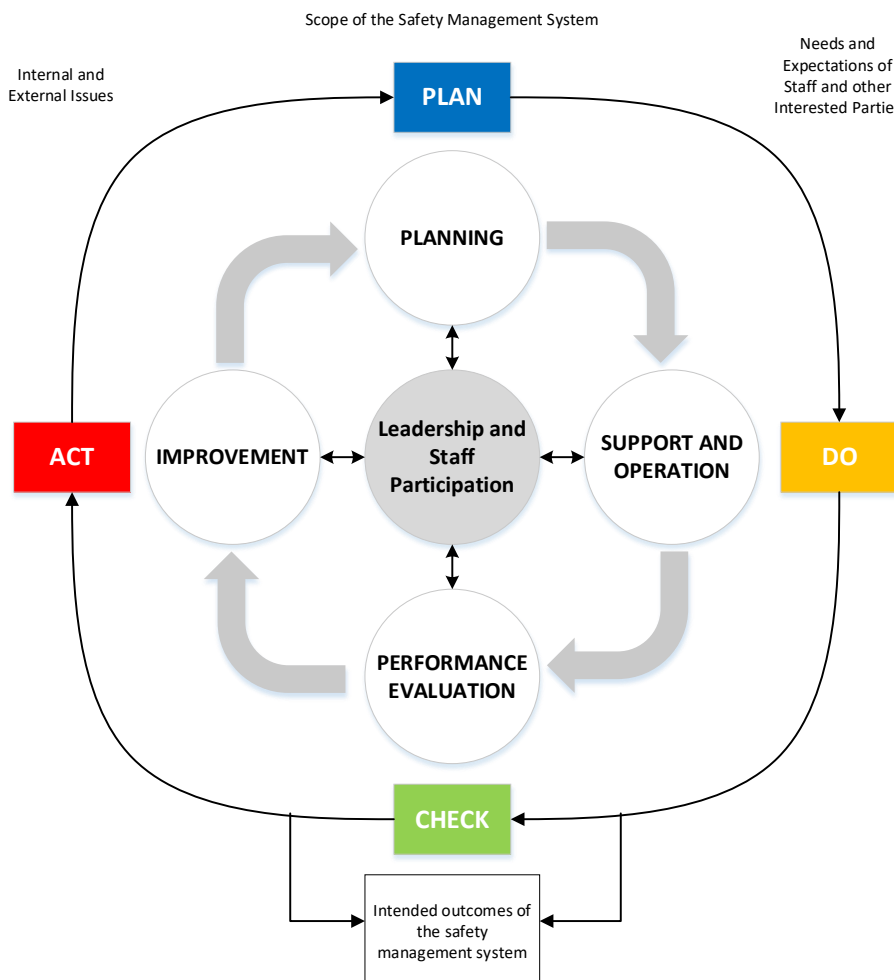 Scope of the Safety Management System
Internal and
External Issues
Needs and
Expectations of
Staff and other
Interested Partie
PLAN
PLANNING
ACT
IMPROVEMENT
Leadership and
Staff
Participation
SUPPORT AND
OPERATION
DO
PERFORMANCE
EVALUATION
CHECK
Intended outcomes of
the safety
management system